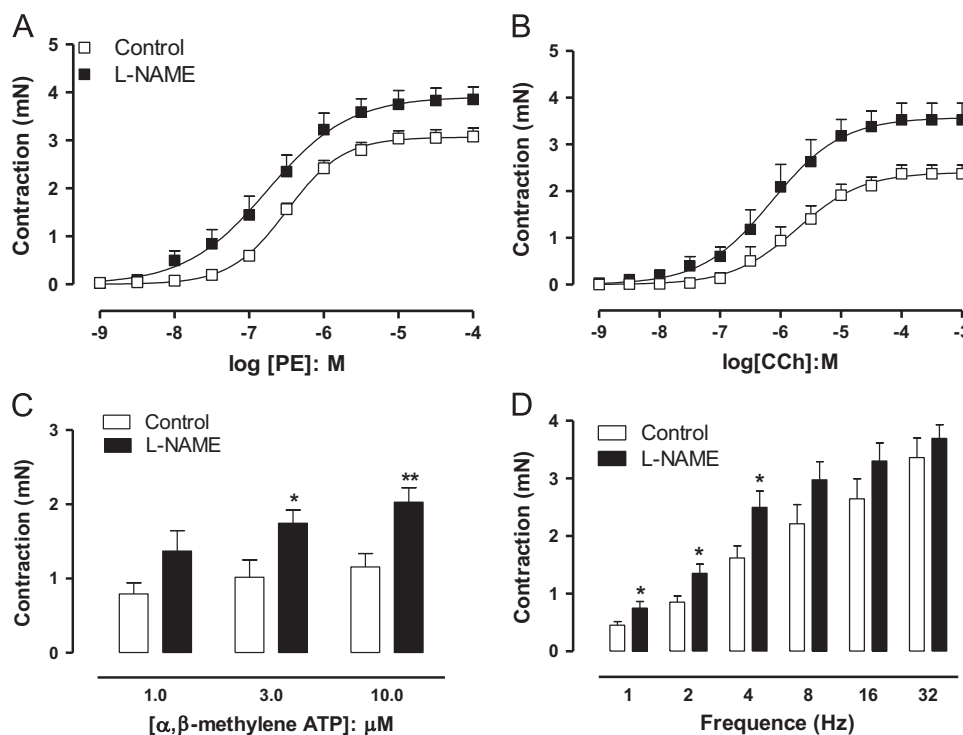 A
Control
L-NAME
Contraction (mN)
5
4
3
2
1
0
-9 -8 -7 -6 -5 -4
log [PE]: M
B
Contraction (mN)
5
4
3
2
1
0
-9 -8 -7 -6 -5 -4 -3
log[CCh]:M
C
Control
L-NAME
Contraction (mN)
3
2
1
0
* **
1.0 3.0 10.0
[α,β-methylene ATP]: μM
D
Control
L-NAME
Contraction (mN)
4
3
2
1
0
* * *
1 2 4 8 16 32
Frequence (Hz)